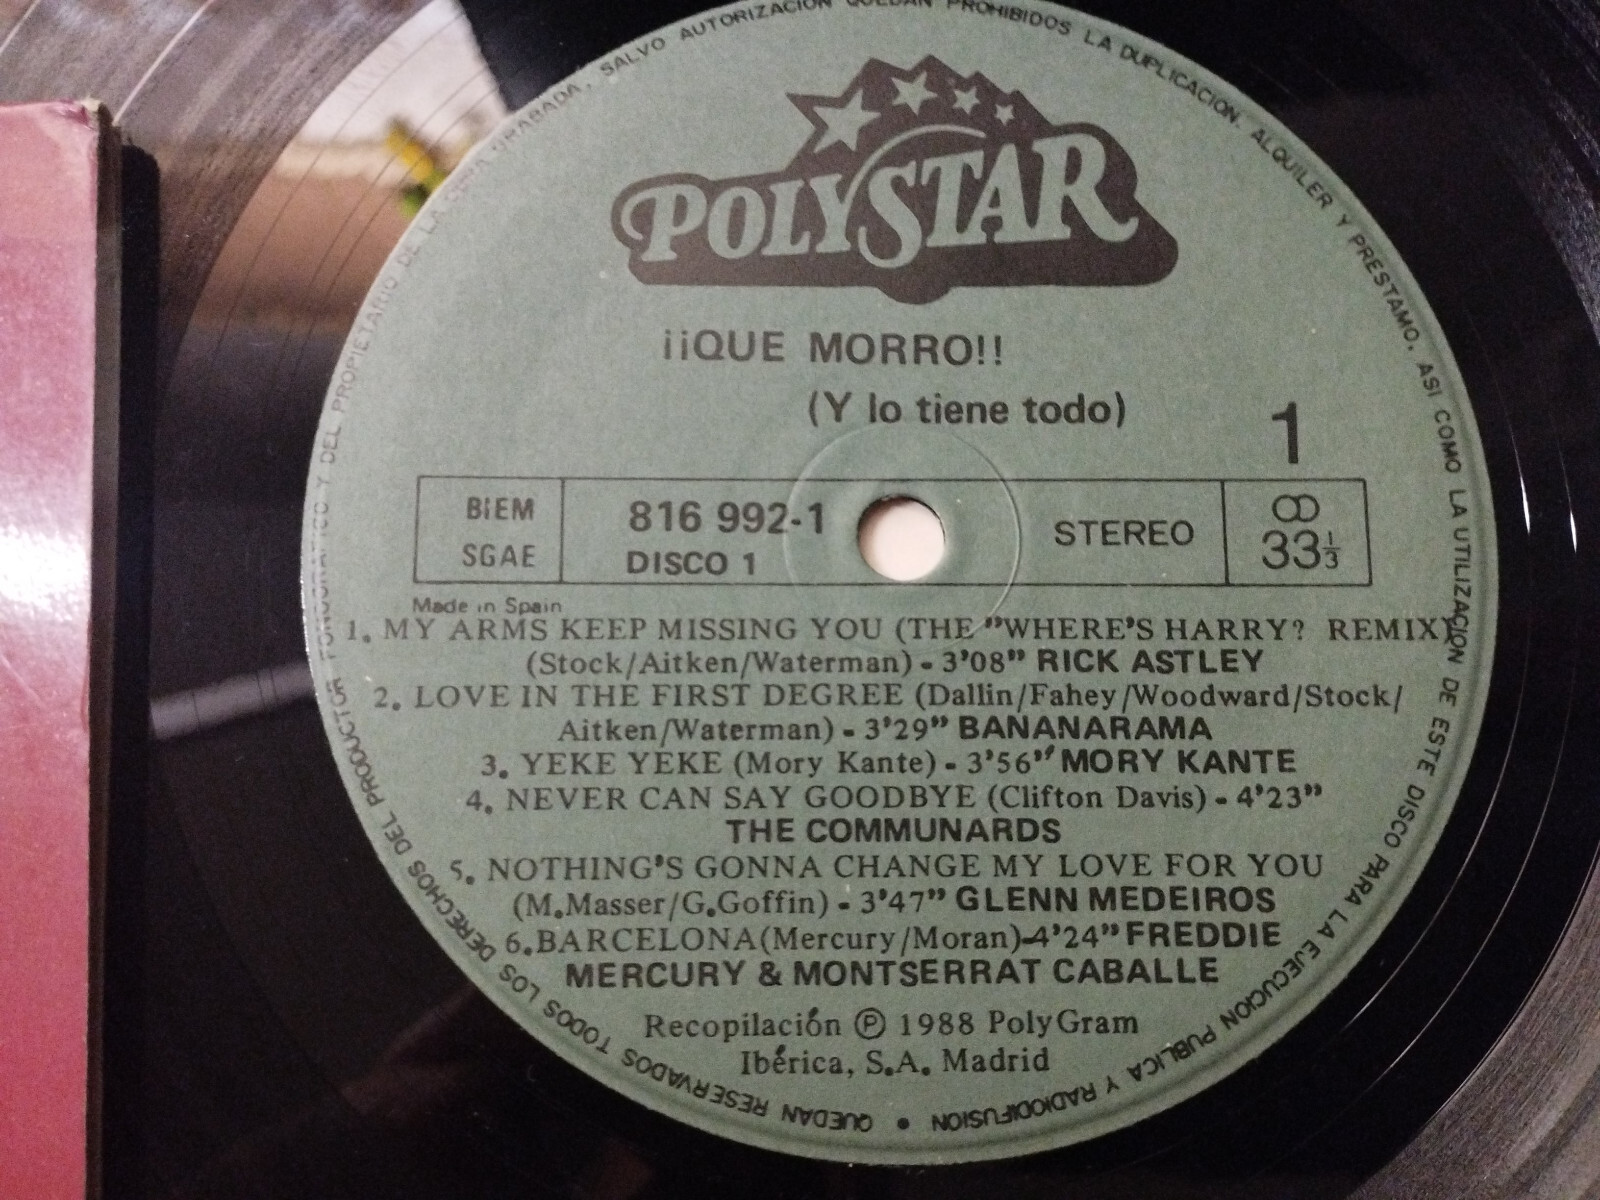 POLYSTAR
¡¡QUE MORRO!!
(Y lo tiene todo)
1
BIEM
SGAE
816 992-1
DISCO 1
STEREO
33⅓
Made in Spain
1. MY ARMS KEEP MISSING YOU (THE "WHERE'S HARRY? REMIX)
(Stock/Aitken/Waterman) - 3'08" RICK ASTLEY
2. LOVE IN THE FIRST DEGREE (Dallin/Fahey/Woodward/Stock/
Aitken/Waterman) - 3'29" BANANARAMA
3. YEKE YEKE (Mory Kante) - 3'56" MORY KANTE
4. NEVER CAN SAY GOODBYE (Clifton Davis) - 4'23"
THE COMMUNARDS
5. NOTHING'S GONNA CHANGE MY LOVE FOR YOU
(M.Masser/G.Goffin) - 3'47" GLENN MEDEIROS
6.BARCELONA(Mercury/Moran)-4'24" FREDDIE
MERCURY & MONTSERRAT CABALLE
Recopilación Ⓟ 1988 PolyGram
Ibérica, S.A. Madrid
QUEDAN RESERVADOS TODOS LOS DERECHOS DEL PRODUCTOR FONOGRAFICO Y DEL PROPIETARIO DE LA OBRA GRABADA, SALVO AUTORIZACION QUEDAN PROHIBIDOS LA DUPLICACION, ALQUILER Y PRESTAMO, ASI COMO LA UTILIZACION DE ESTE DISCO PARA LA EJECUCION PUBLICA Y RADIODIFUSION •